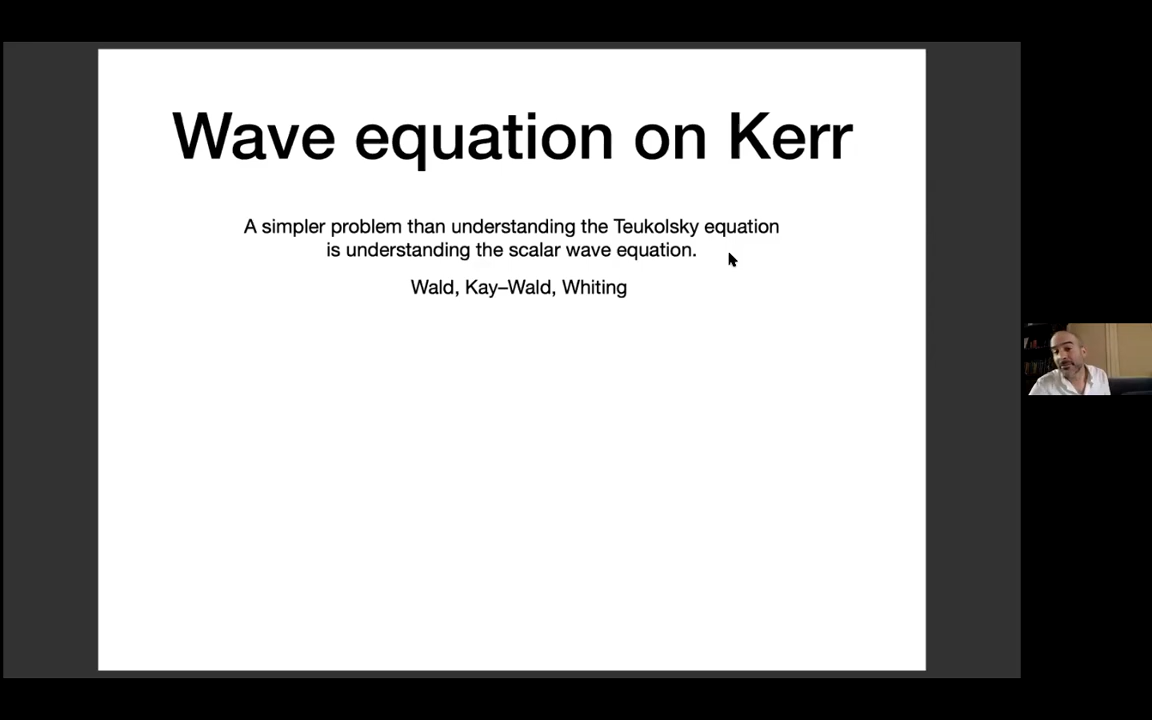 Wave equation on Kerr
A simpler problem than understanding the Teukolsky equation
is understanding the scalar wave equation.
Wald, Kay–Wald, Whiting